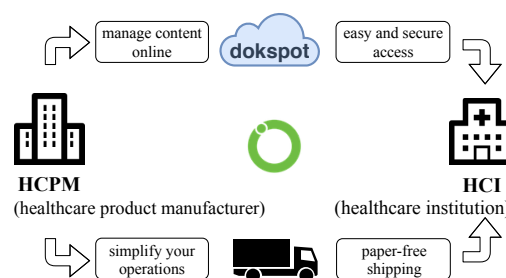 manage content
online
dokspot
easy and secure
access
HCPM
(healthcare product manufacturer)
HCI
(healthcare institution)
simplify your
operations
paper-free
shipping